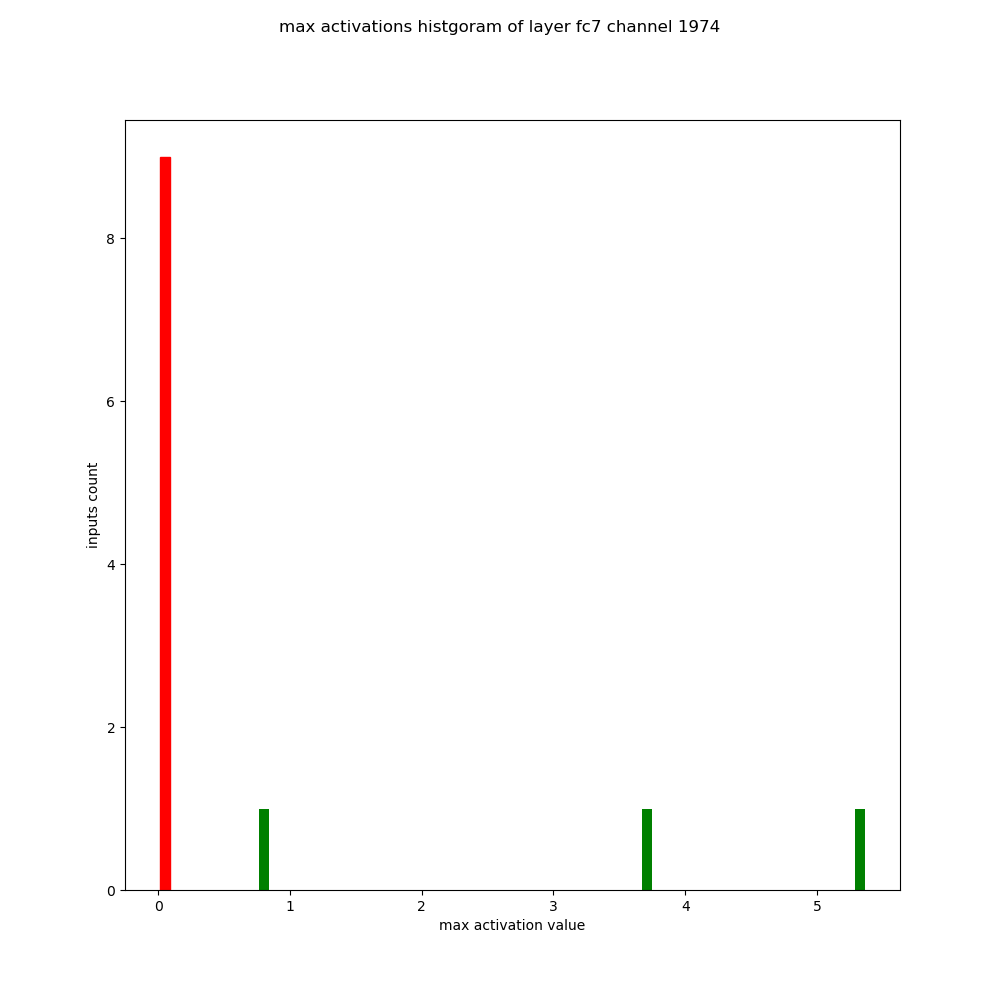 max activations histgoram of layer fc7 channel 1974
8
6
4
2
0
inputs count
0 1 2 3 4 5
max activation value